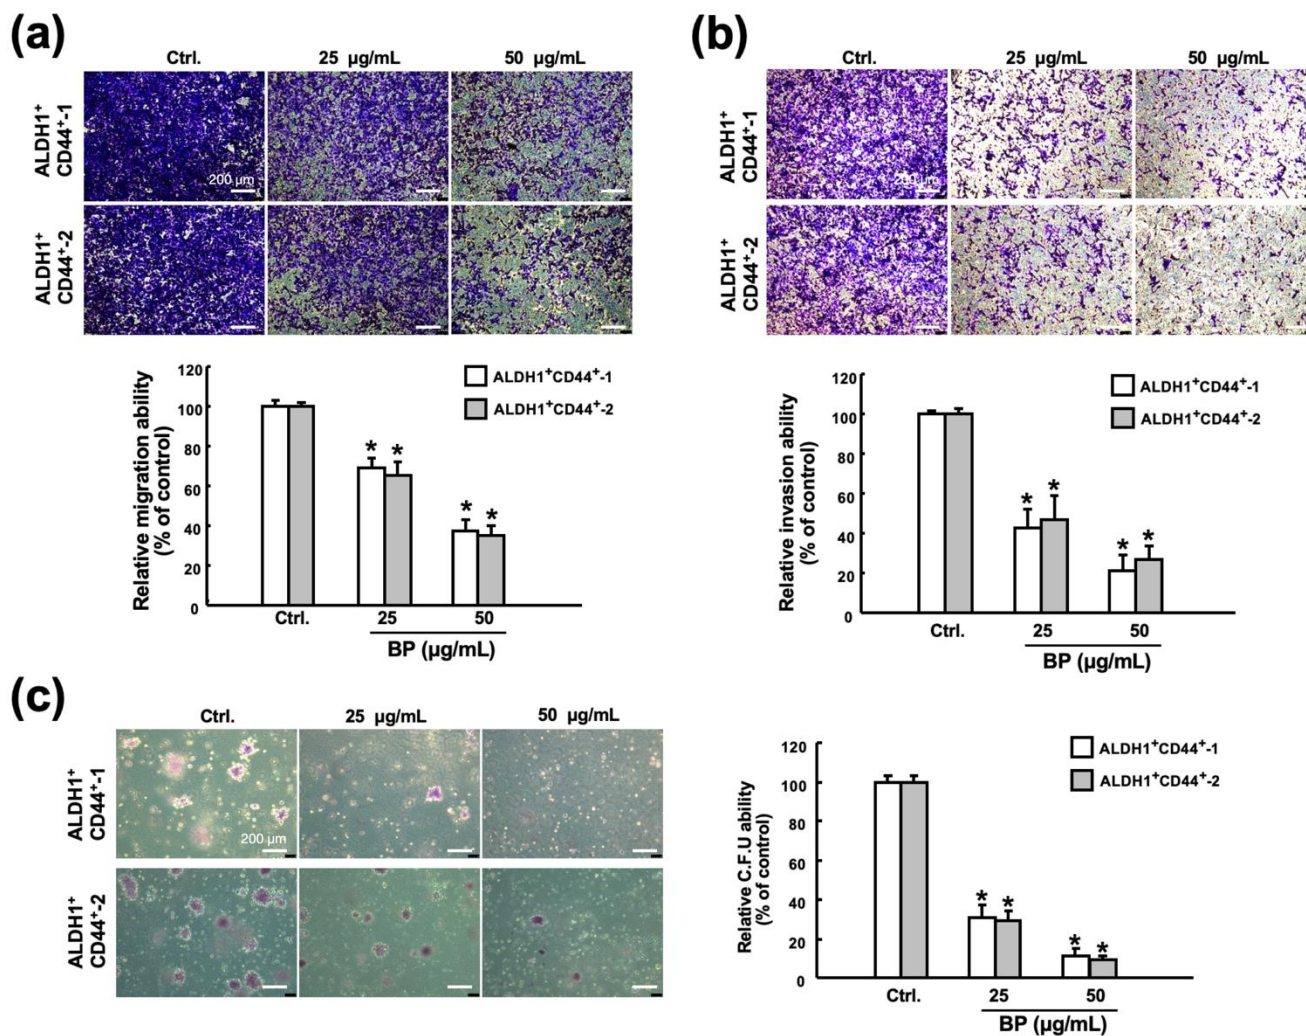 (a)
Ctrl.
25 µg/mL
50 µg/mL
ALDH1⁺
CD44⁺-1
200 µm
ALDH1⁺
CD44⁺-2
Relative migration ability
(% of control)
120
100
80
60
40
20
0
ALDH1⁺CD44⁺-1
ALDH1⁺CD44⁺-2
* *
* *
Ctrl.
25
50
BP (µg/mL)
(b)
Ctrl.
25 µg/mL
50 µg/mL
ALDH1⁺
CD44⁺-1
200 µm
ALDH1⁺
CD44⁺-2
Relative invasion ability
(% of control)
120
100
80
60
40
20
0
ALDH1⁺CD44⁺-1
ALDH1⁺CD44⁺-2
* *
* *
Ctrl.
25
50
BP (µg/mL)
(c)
Ctrl.
25 µg/mL
50 µg/mL
ALDH1⁺
CD44⁺-1
200 µm
ALDH1⁺
CD44⁺-2
Relative C.F.U ability
(% of control)
120
100
80
60
40
20
0
ALDH1⁺CD44⁺-1
ALDH1⁺CD44⁺-2
* *
* *
Ctrl.
25
50
BP (µg/mL)